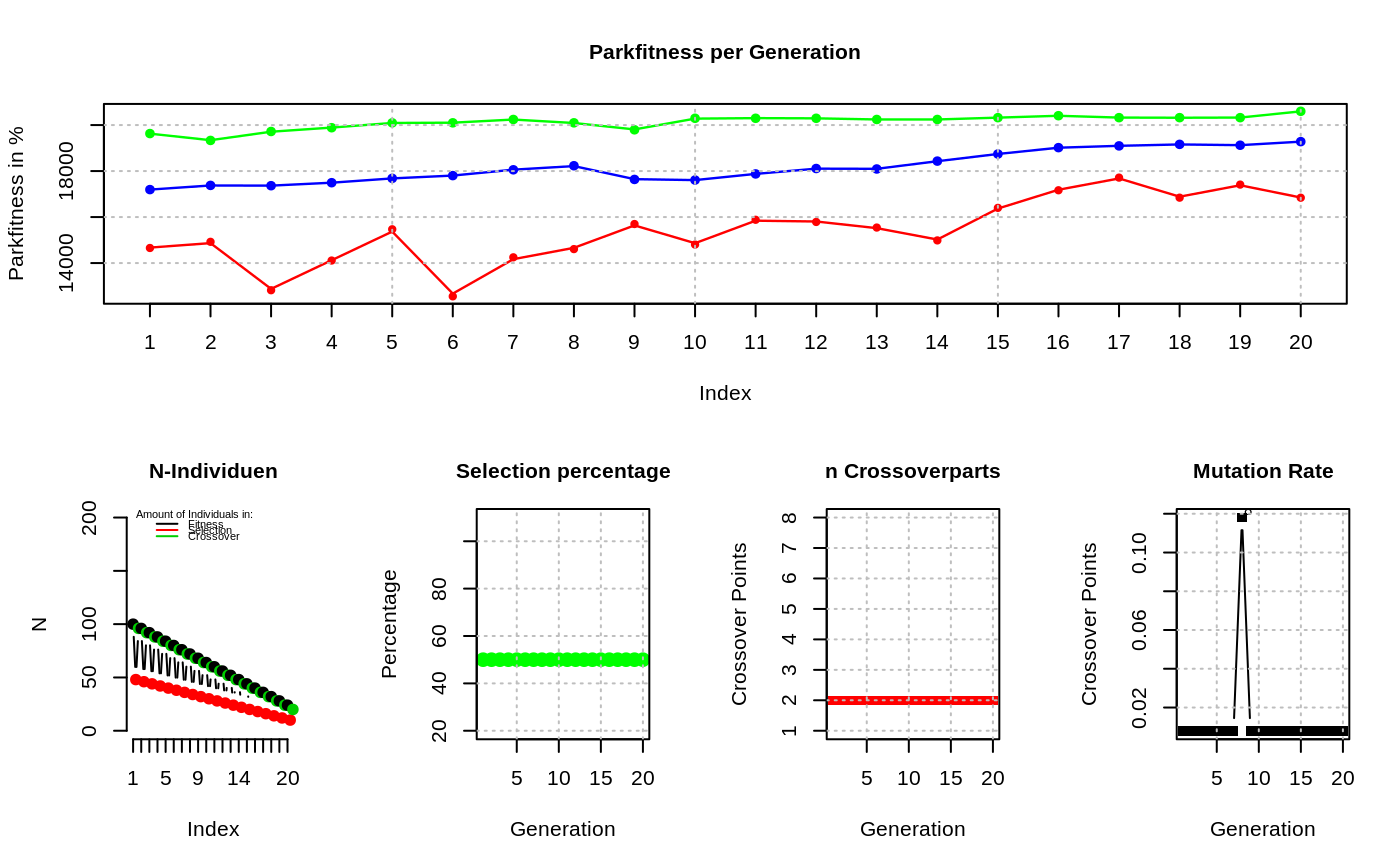 Parkfitness per Generation
Parkfitness in %
18000
14000
1 2 3 4 5 6 7 8 9 10 11 12 13 14 15 16 17 18 19 20
Index
N-Individuen
N
200
100
50
0
Amount of Individuals in:
Fitness
Selection
Crossover
1 5 9 14 20
Index
Selection percentage
Percentage
80
60
40
20
5 10 15 20
Generation
n Crossoverparts
Crossover Points
8
7
6
5
4
3
2
1
5 10 15 20
Generation
Mutation Rate
Crossover Points
0.10
0.06
0.02
5 10 15 20
Generation